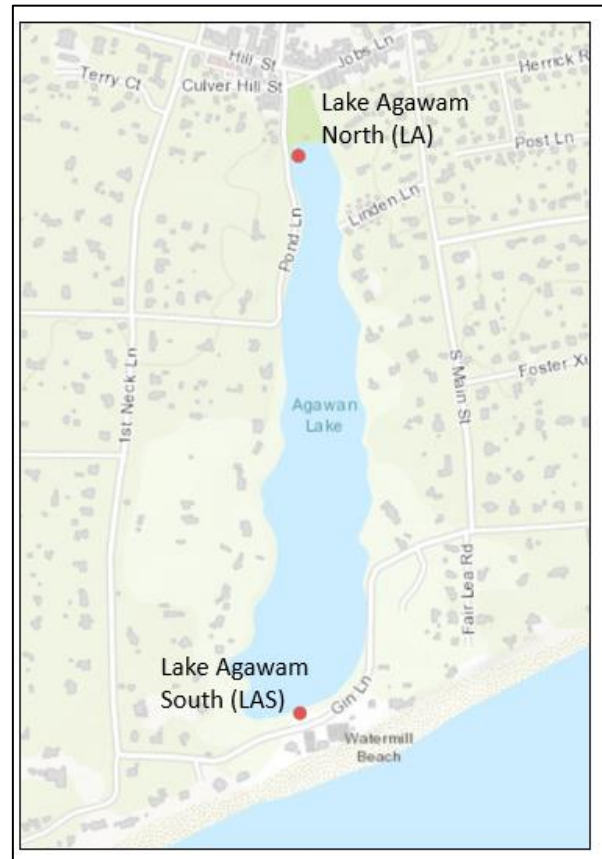 Hill St
Jobs Ln
Terry Ct
Culver Hill St
Herrick R
Lake Agawam
North (LA)
Post Ln
Linden Ln
Pond Ln
1st Neck Ln
S Main St
Foster Xi
Agawan
Lake
Fair Lea Rd
Lake Agawam
South (LAS)
Gin Ln
Watermill
Beach